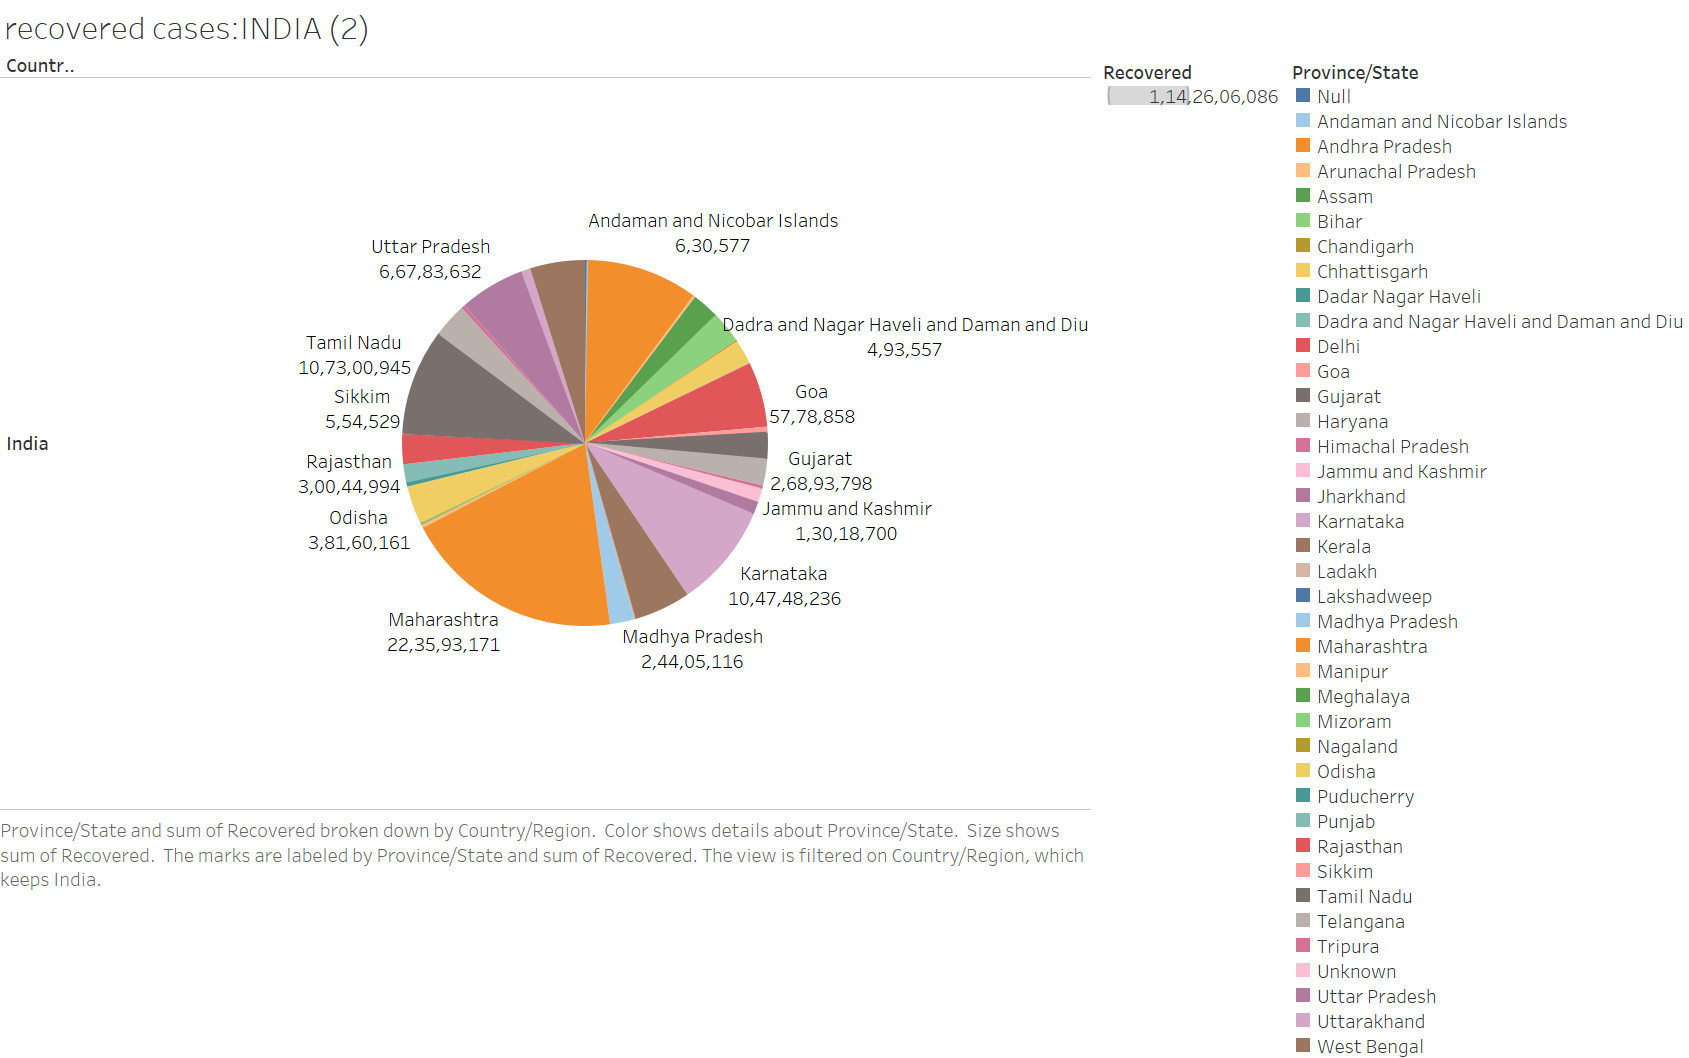 recovered cases:INDIA (2)
Countr..
India
Andaman and Nicobar Islands
6,30,577
Uttar Pradesh
6,67,83,632
Dadra and Nagar Haveli and Daman and Diu
4,93,557
Tamil Nadu
10,73,00,945
Sikkim
5,54,529
Goa
57,78,858
Rajasthan
3,00,44,994
Gujarat
2,68,93,798
Jammu and Kashmir
1,30,18,700
Odisha
3,81,60,161
Karnataka
10,47,48,236
Maharashtra
22,35,93,171
Madhya Pradesh
2,44,05,116
Province/State and sum of Recovered broken down by Country/Region.  Color shows details about Province/State.  Size shows
sum of Recovered.  The marks are labeled by Province/State and sum of Recovered. The view is filtered on Country/Region, which
keeps India.
Recovered
1,14,26,06,086
Province/State
Null
Andaman and Nicobar Islands
Andhra Pradesh
Arunachal Pradesh
Assam
Bihar
Chandigarh
Chhattisgarh
Dadar Nagar Haveli
Dadra and Nagar Haveli and Daman and Diu
Delhi
Goa
Gujarat
Haryana
Himachal Pradesh
Jammu and Kashmir
Jharkhand
Karnataka
Kerala
Ladakh
Lakshadweep
Madhya Pradesh
Maharashtra
Manipur
Meghalaya
Mizoram
Nagaland
Odisha
Puducherry
Punjab
Rajasthan
Sikkim
Tamil Nadu
Telangana
Tripura
Unknown
Uttar Pradesh
Uttarakhand
West Bengal